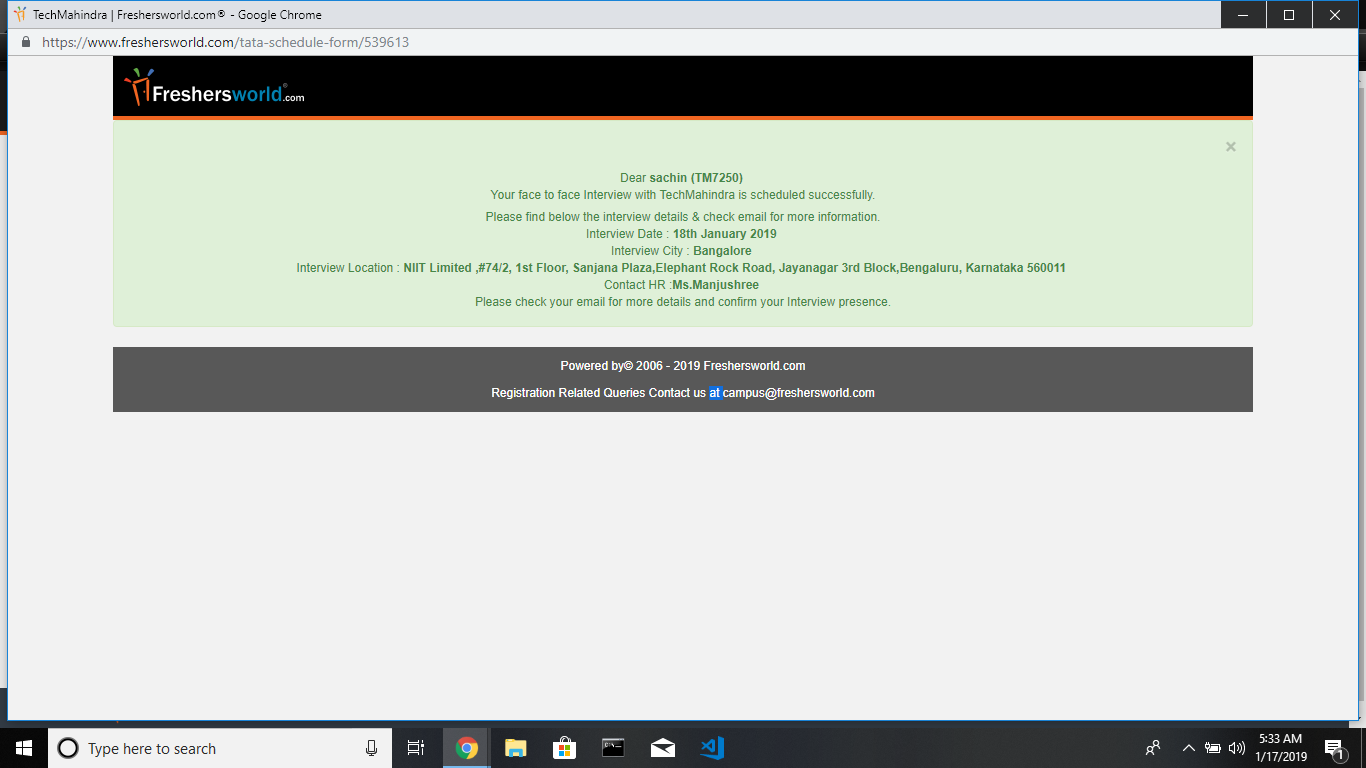 TechMahindra | Freshersworld.com® - Google Chrome
https://www.freshersworld.com/tata-schedule-form/539613
Freshersworld.com
×
Dear sachin (TM7250)
Your face to face Interview with TechMahindra is scheduled successfully.
Please find below the interview details & check email for more information.
Interview Date : 18th January 2019
Interview City : Bangalore
Interview Location : NIIT Limited ,#74/2, 1st Floor, Sanjana Plaza,Elephant Rock Road, Jayanagar 3rd Block,Bengaluru, Karnataka 560011
Contact HR :Ms.Manjushree
Please check your email for more details and confirm your Interview presence.
Powered by© 2006 - 2019 Freshersworld.com
Registration Related Queries Contact us at campus@freshersworld.com
Type here to search
5:33 AM
1/17/2019
1